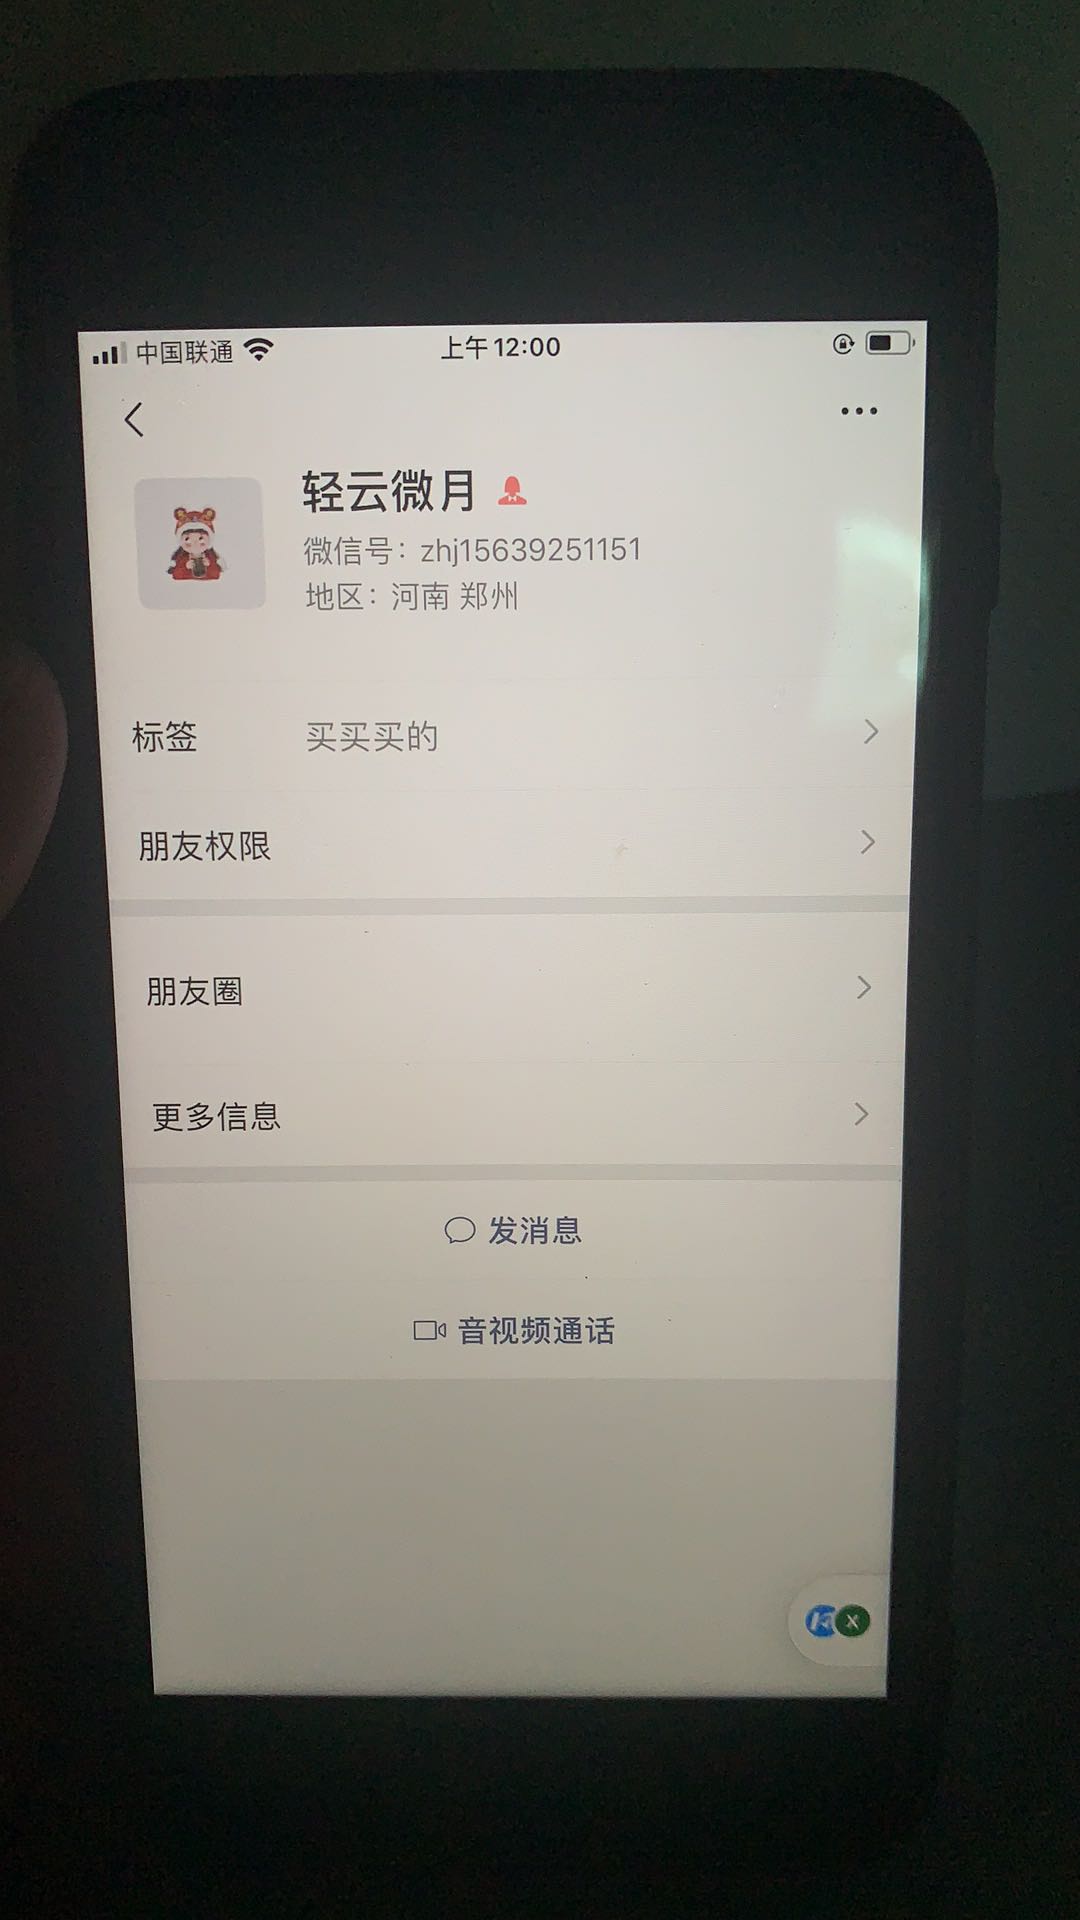 中国联通 上午12:00
轻云微月
微信号：zhj15639251151
地区：河南 郑州
标签 买买买的
朋友权限
朋友圈
更多信息
发消息
音视频通话
X